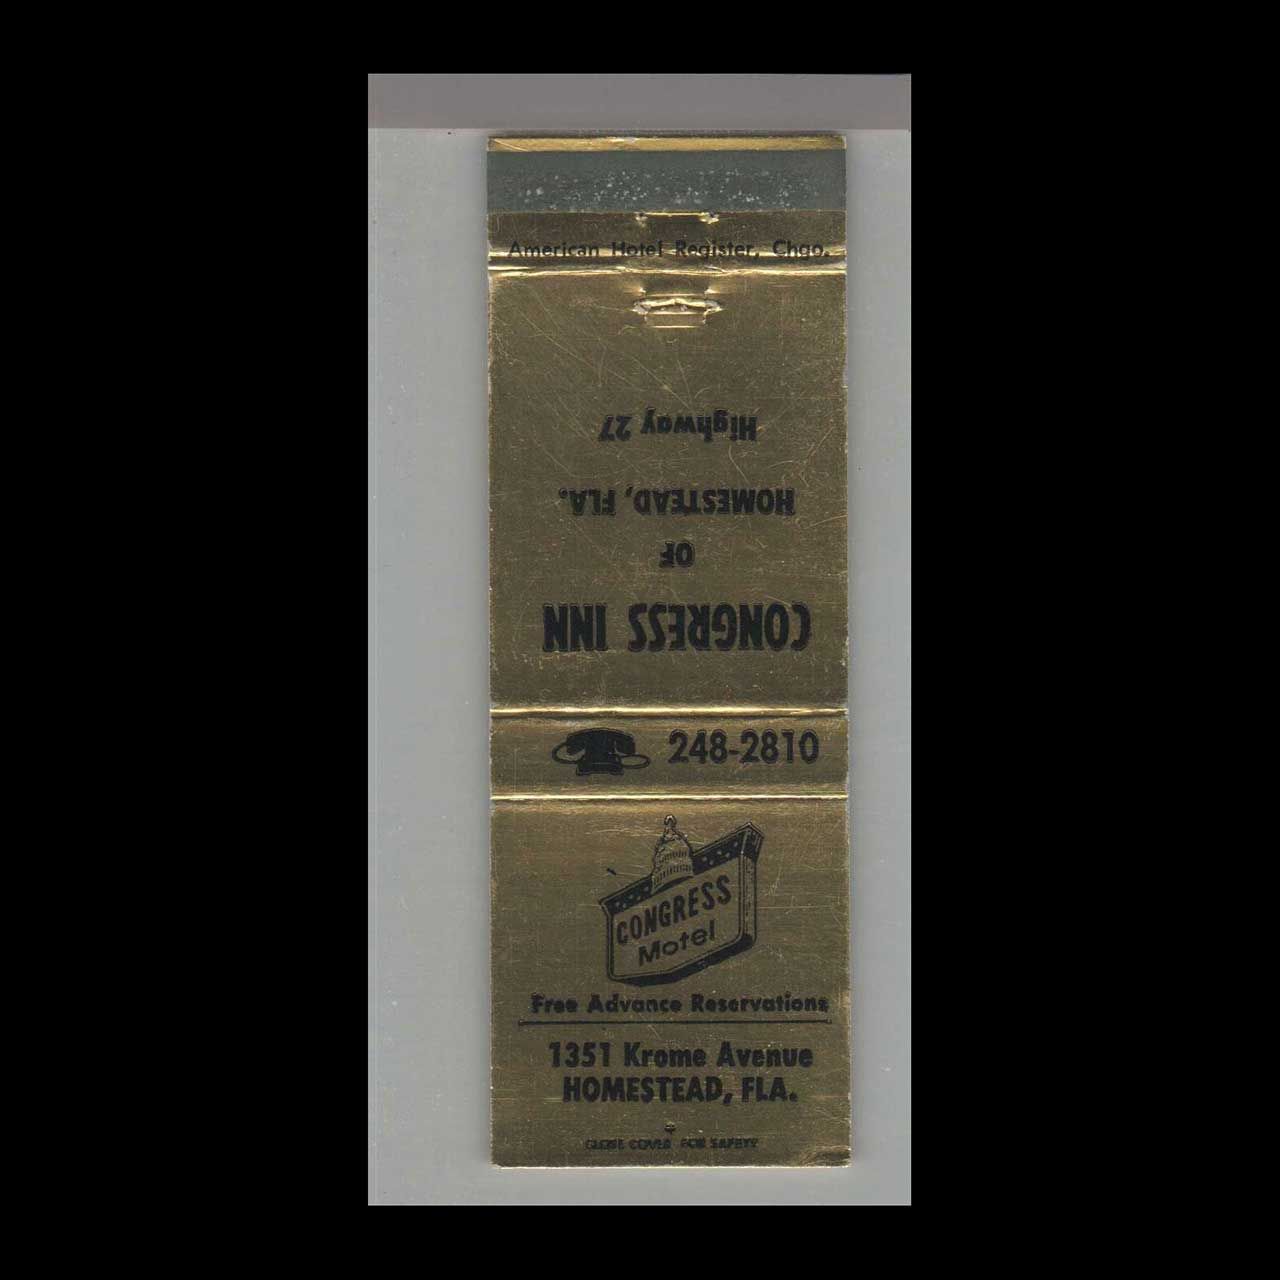 American Hotel Register, Chgo.
CONGRESS INN
OF
HOMESTEAD, FLA.
Highway 27
248-2810
CONGRESS
Motel
Free Advance Reservations
1351 Krome Avenue
HOMESTEAD, FLA.
CLOSE COVER FOR SAFETY